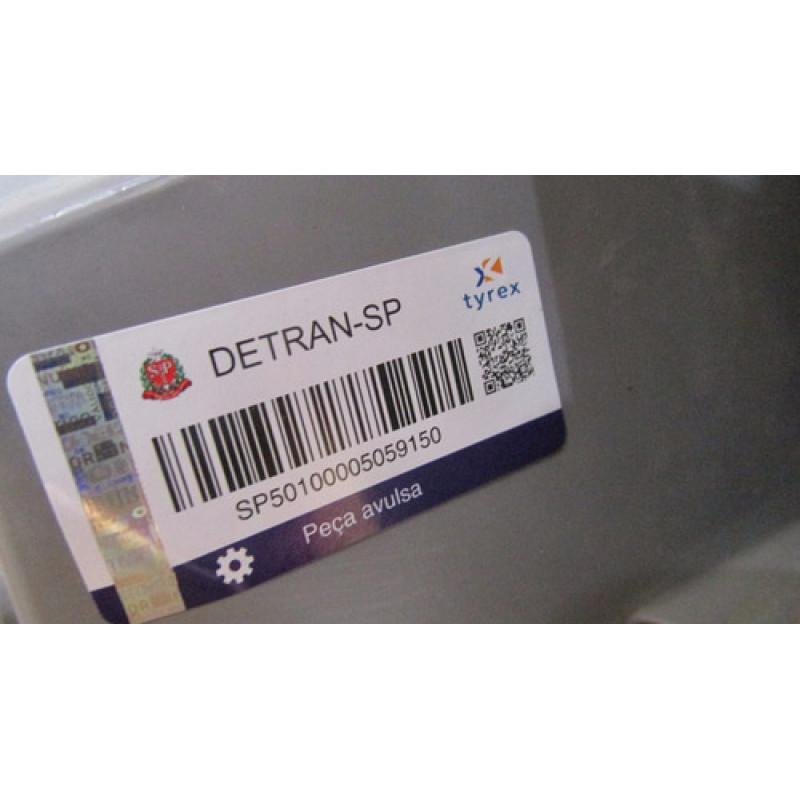 tyrex
DETRAN-SP
SP50100005059150
Peça avulsa